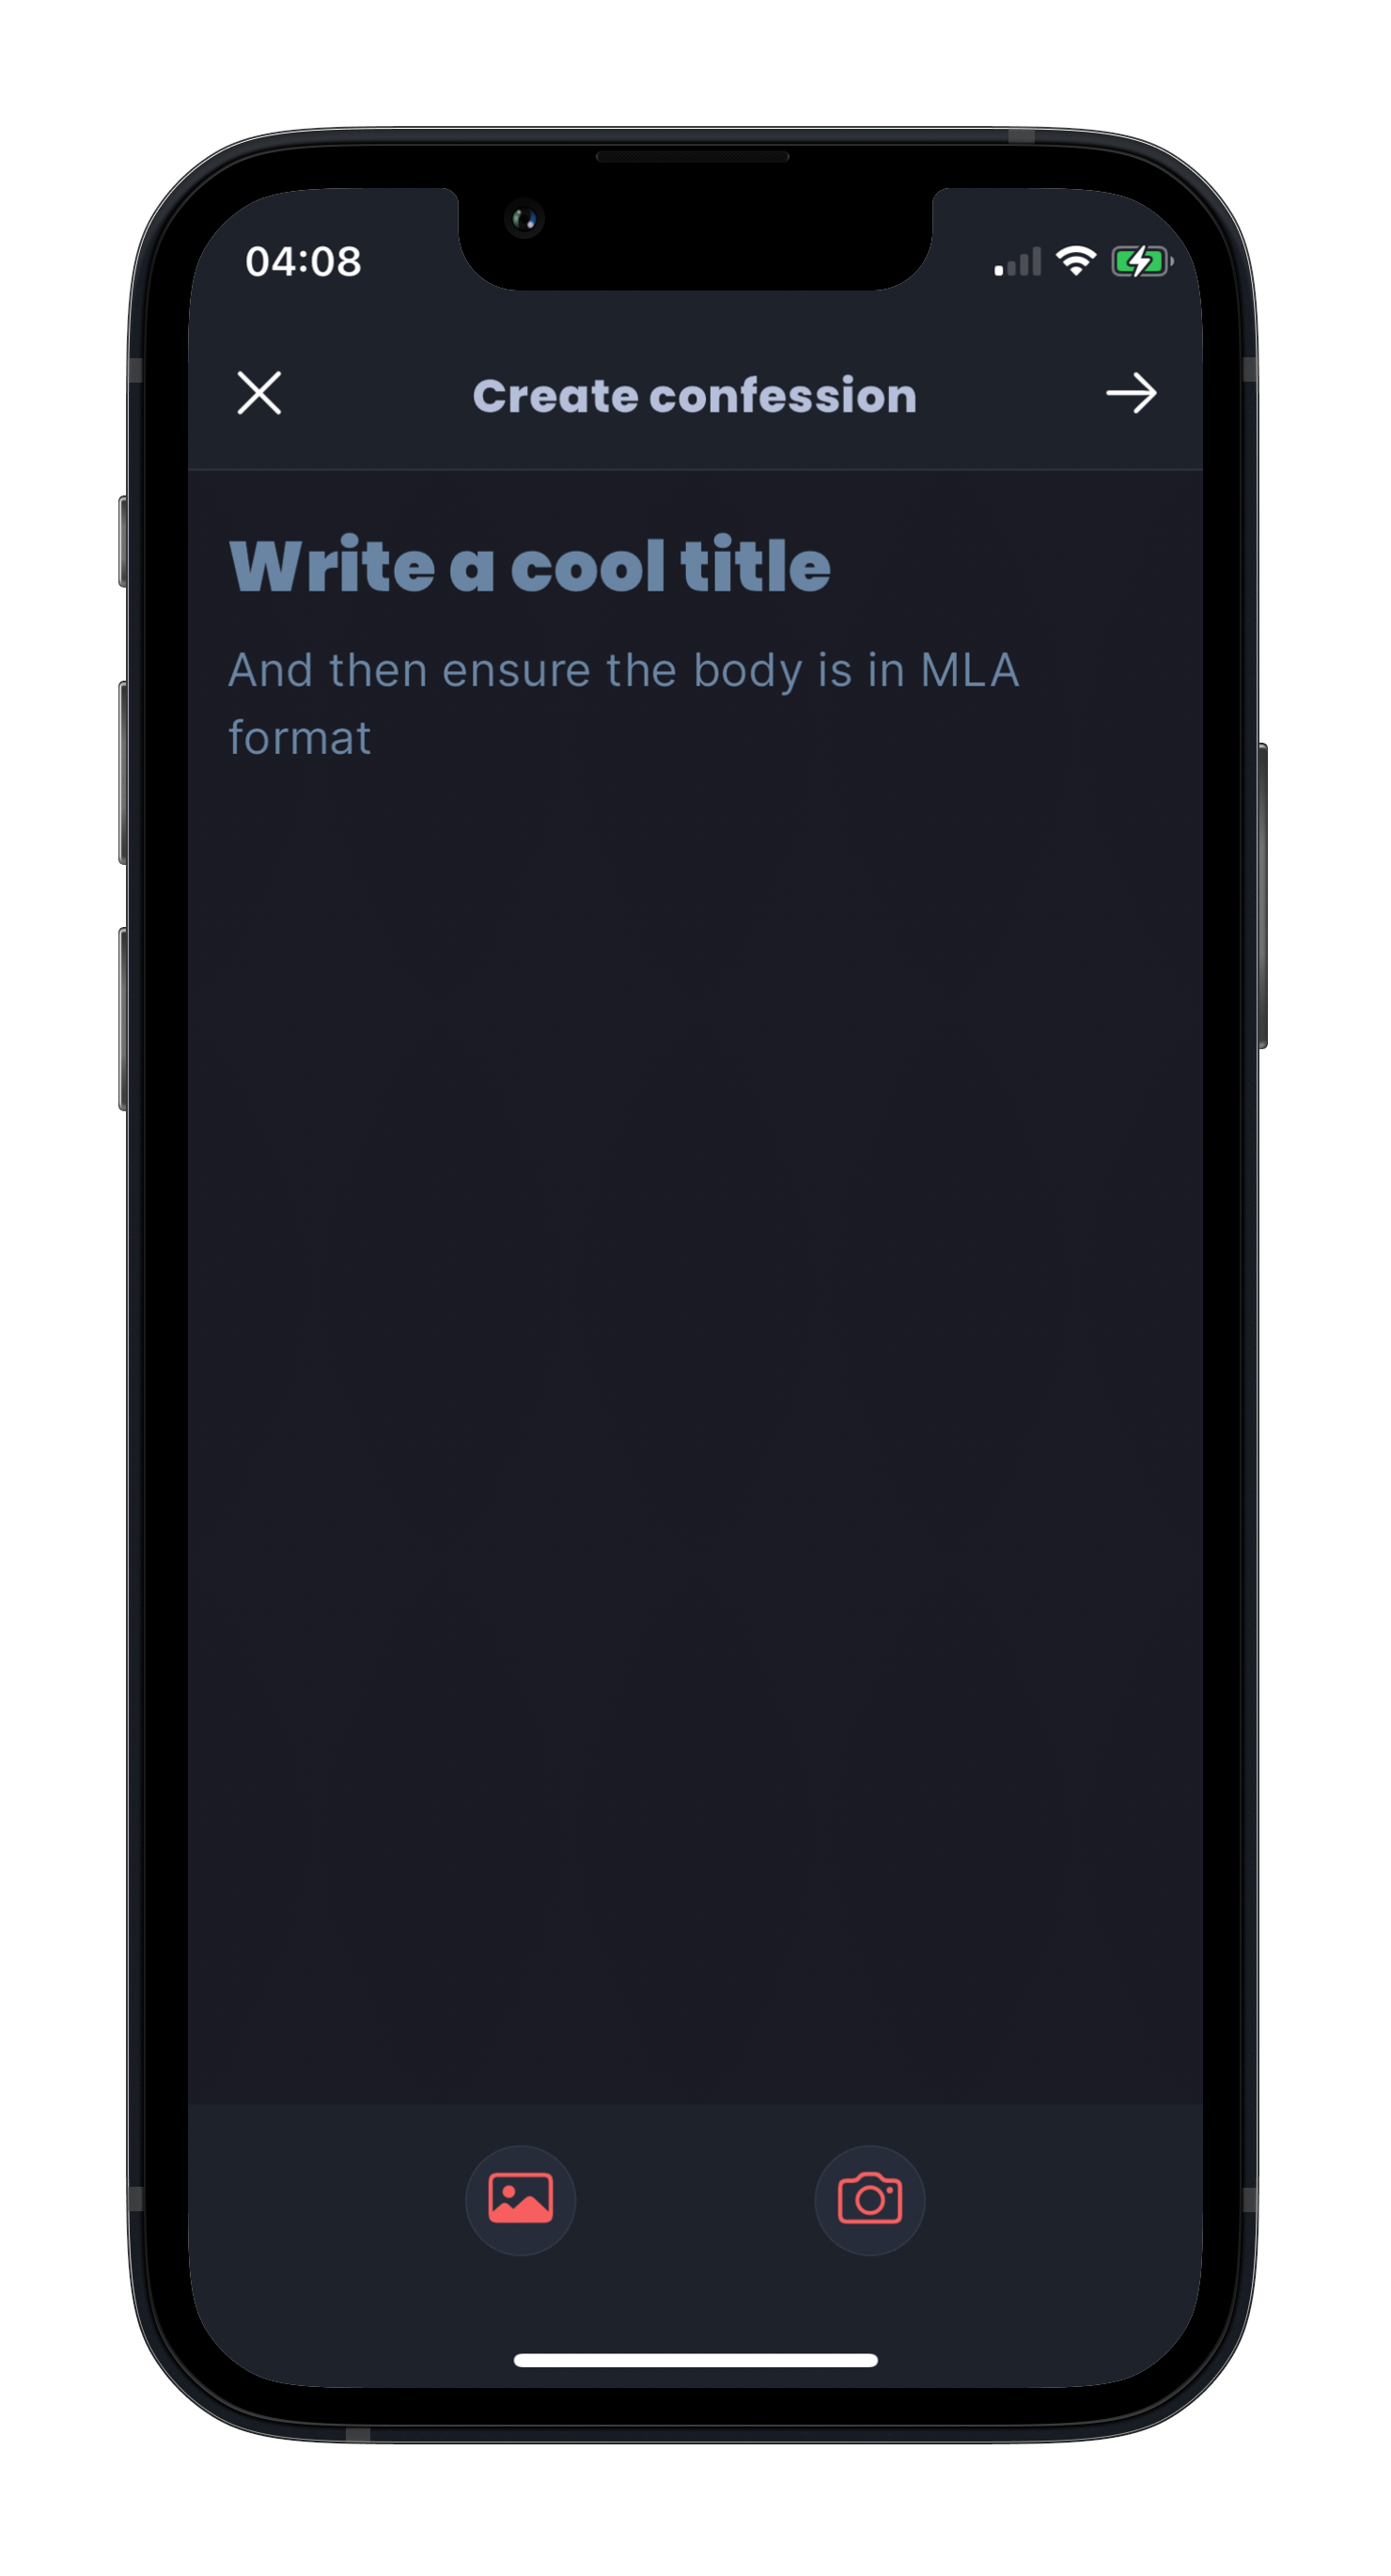 04:08
Create confession
Write a cool title
And then ensure the body is in MLA
format